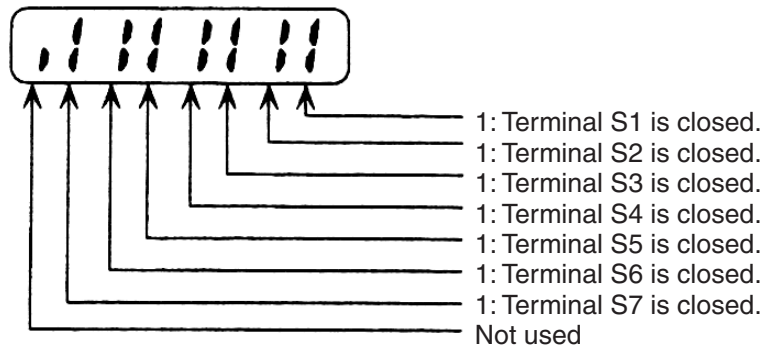 1: Terminal S1 is closed.
1: Terminal S2 is closed.
1: Terminal S3 is closed.
1: Terminal S4 is closed.
1: Terminal S5 is closed.
1: Terminal S6 is closed.
1: Terminal S7 is closed.
Not used